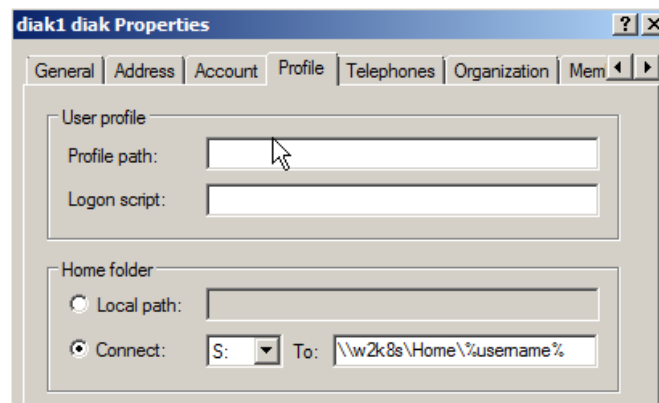 diak1 diak Properties ? X
General Address Account Profile Telephones Organization Mem
User profile
Profile path:
Logon script:
Home folder
Local path:
Connect: S: To: \\w2k8s\Home\%username%